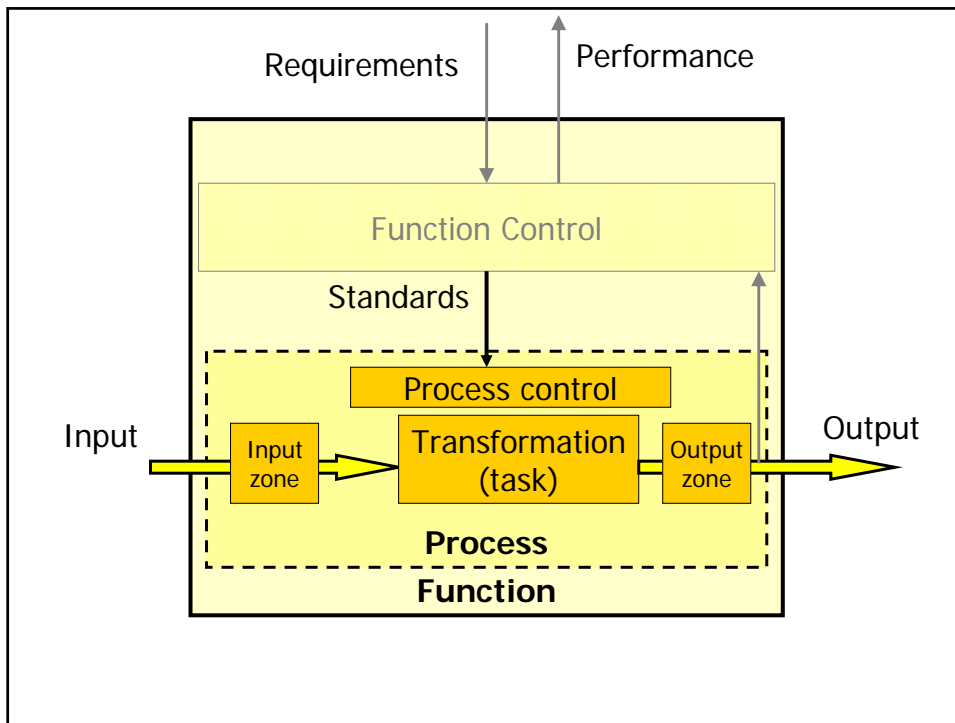 Requirements
Performance
Function Control
Standards
Process control
Input
Input
zone
Transformation
(task)
Output
zone
Output
Process
Function